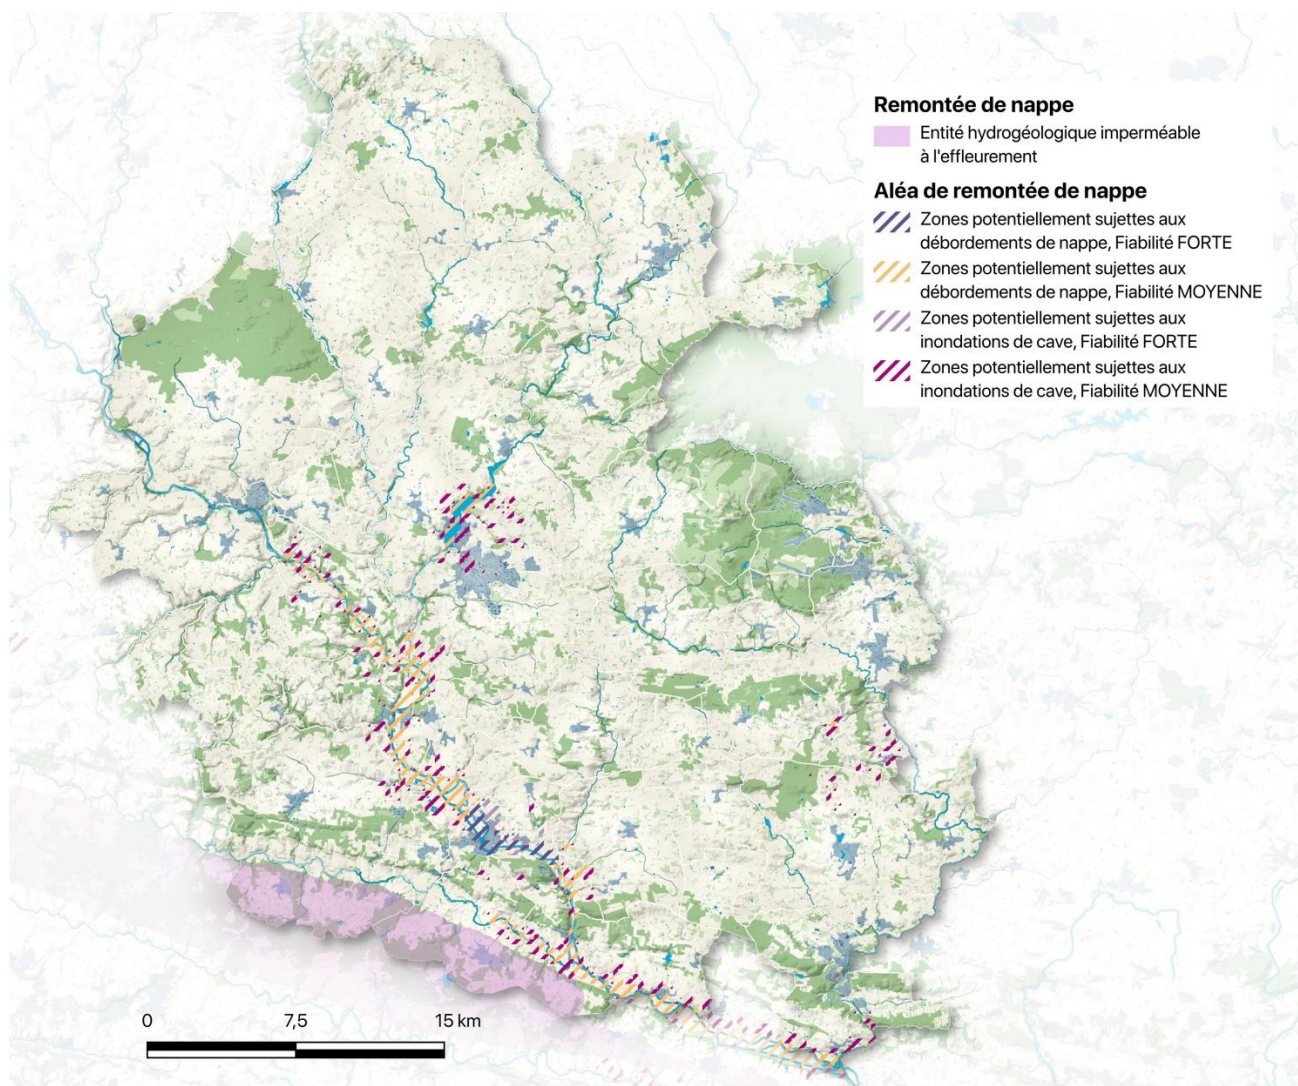 Remontée de nappe
Entité hydrogéologique imperméable
à l'effleurement
Aléa de remontée de nappe
Zones potentiellement sujettes aux
débordements de nappe, Fiabilité FORTE
Zones potentiellement sujettes aux
débordements de nappe, Fiabilité MOYENNE
Zones potentiellement sujettes aux
inondations de cave, Fiabilité FORTE
Zones potentiellement sujettes aux
inondations de cave, Fiabilité MOYENNE
0 7,5 15 km